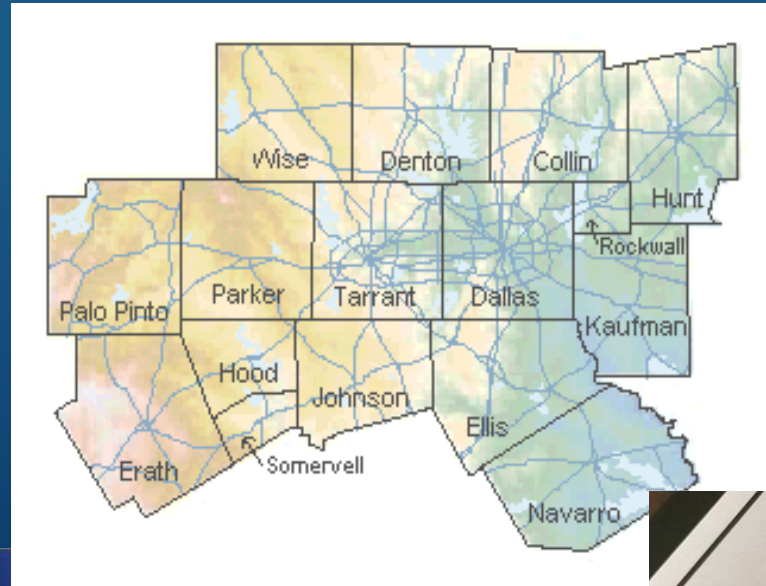 Wise
Denton
Collin
Hunt
Rockwall
Palo Pinto
Parker
Tarrant
Dallas
Kaufman
Hood
Johnson
Ellis
Erath
Somervell
Navarro